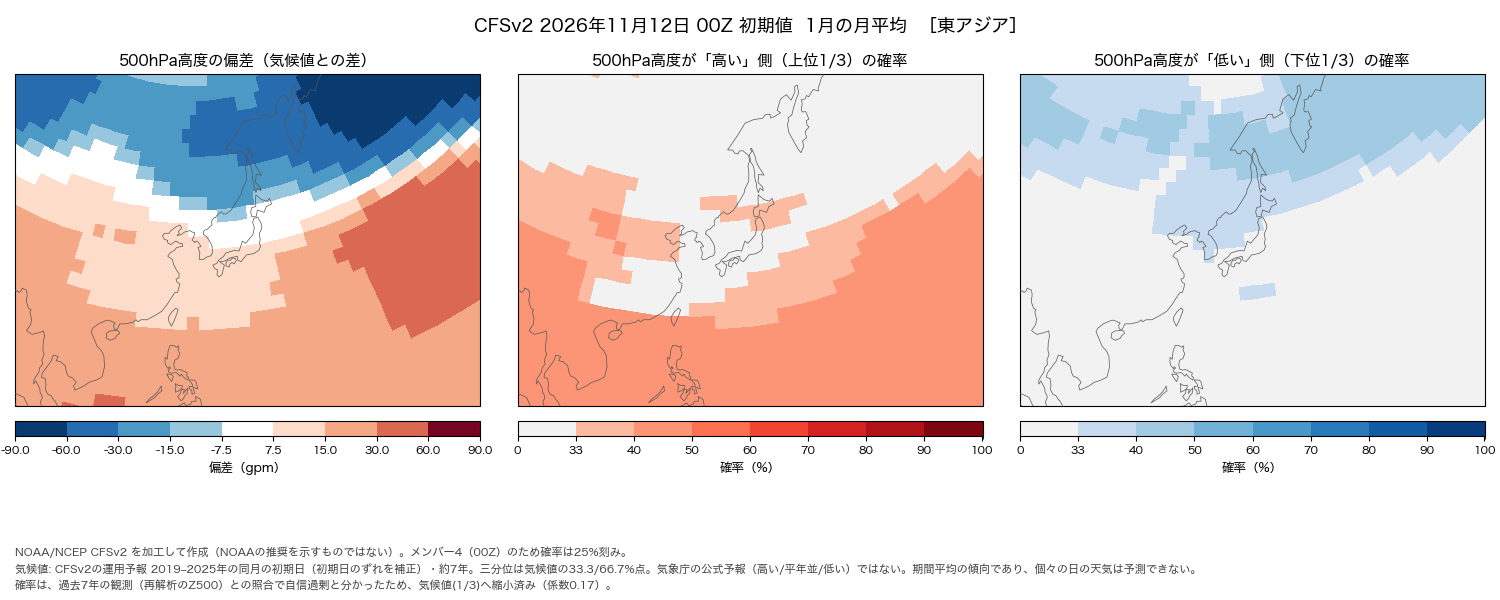 CFSv2 2026年11月12日 00Z 初期値  1月の月平均  ［東アジア］
500hPa高度の偏差（気候値との差）
500hPa高度が「高い」側（上位1/3）の確率
500hPa高度が「低い」側（下位1/3）の確率
-90.0 -60.0 -30.0 -15.0 -7.5 7.5 15.0 30.0 60.0 90.0
偏差（gpm）
0 33 40 50 60 70 80 90 100
確率（%）
0 33 40 50 60 70 80 90 100
確率（%）
NOAA/NCEP CFSv2 を加工して作成（NOAAの推奨を示すものではない）。メンバー4（00Z）のため確率は25%刻み。
気候値: CFSv2の運用予報 2019–2025年の同月の初期日（初期日のずれを補正）・約7年。三分位は気候値の33.3/66.7%点。気象庁の公式予報（高い/平年並/低い）ではない。期間平均の傾向であり、個々の日の天気は予測できない。
確率は、過去7年の観測（再解析のZ500）との照合で自信過剰と分かったため、気候値(1/3)へ縮小済み（係数0.17）。